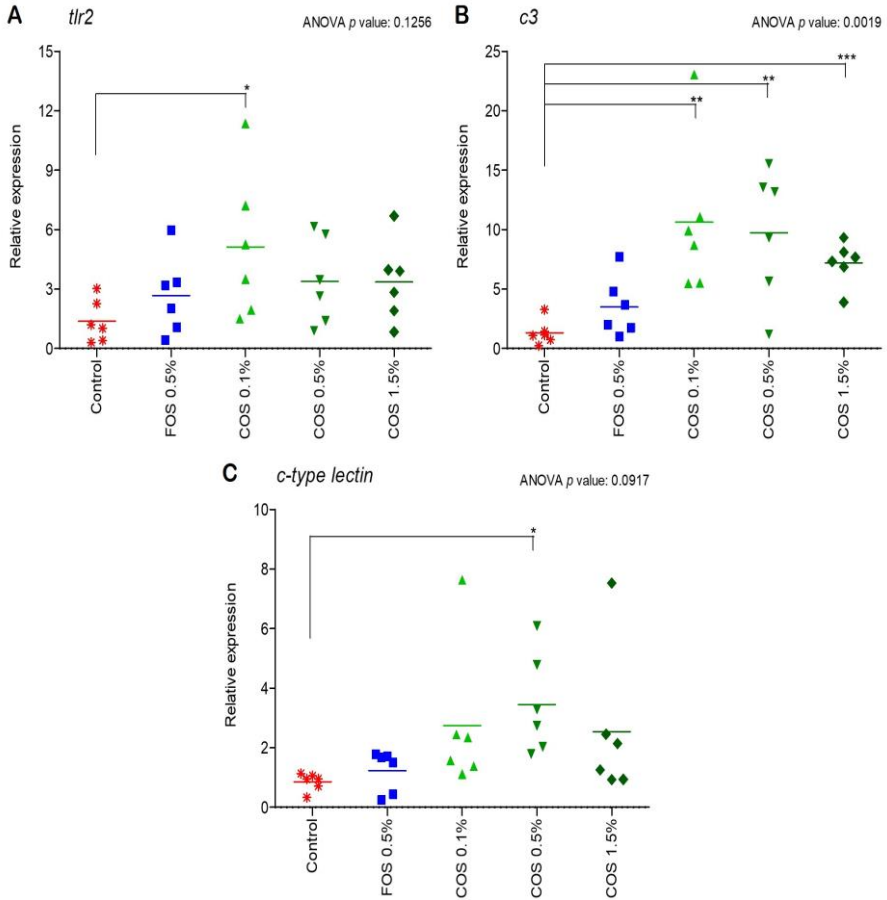 A tlr2 ANOVA p value: 0.1256
15
12
9
6
3
0
Relative expression
*
Control
FOS 0.5%
COS 0.1%
COS 0.5%
COS 1.5%
B c3 ANOVA p value: 0.0019
25
20
15
10
5
0
Relative expression
**
**
***
Control
FOS 0.5%
COS 0.1%
COS 0.5%
COS 1.5%
C c-type lectin ANOVA p value: 0.0917
10
8
6
4
2
0
Relative expression
*
Control
FOS 0.5%
COS 0.1%
COS 0.5%
COS 1.5%